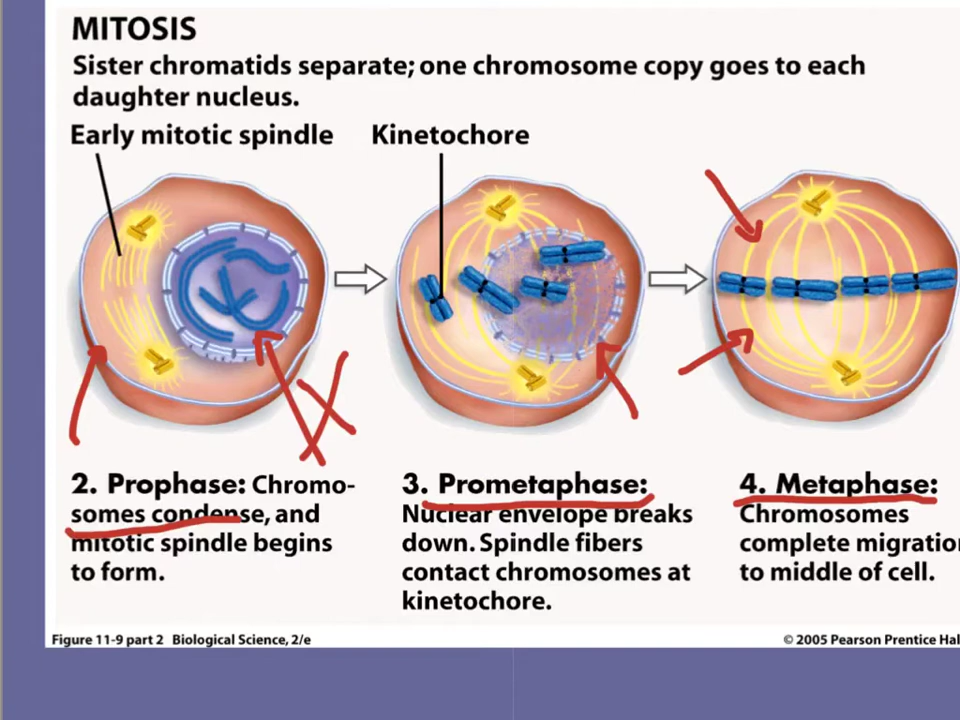 MITOSIS
Sister chromatids separate; one chromosome copy goes to each
daughter nucleus.
Early mitotic spindle
Kinetochore
2. Prophase: Chromo-
somes condense, and
mitotic spindle begins
to form.
3. Prometaphase:
Nuclear envelope breaks
down. Spindle fibers
contact chromosomes at
kinetochore.
4. Metaphase:
Chromosomes
complete migratio
to middle of cell.
Figure 11-9 part 2 Biological Science, 2/e
© 2005 Pearson Prentice Hal